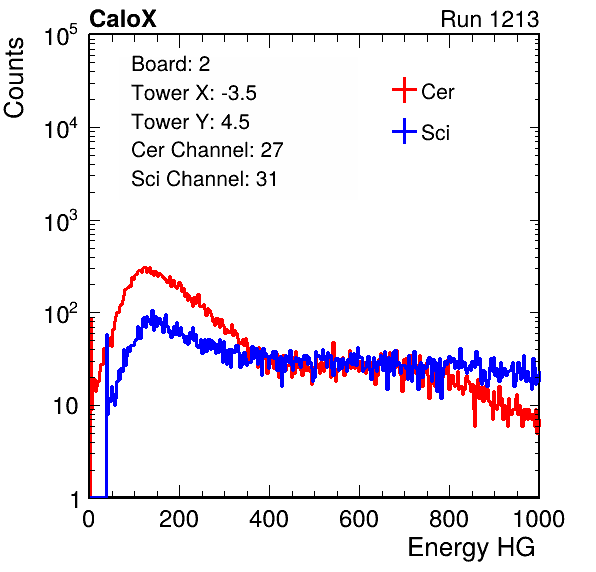 CaloX Run 1213
Counts
10^5
10^4
10^3
10^2
10
1
Board: 2
Tower X: -3.5
Tower Y: 4.5
Cer Channel: 27
Sci Channel: 31
Cer
Sci
0 200 400 600 800 1000
Energy HG